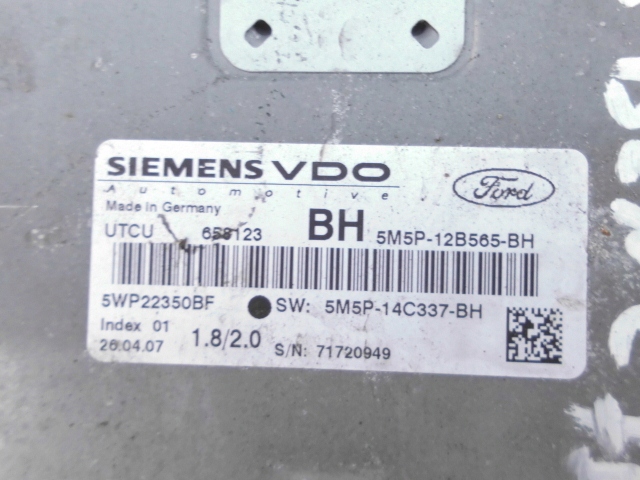 SIEMENS VDO
Automotive
Ford
Made in Germany
UTCU 658123 BH 5M5P-12B565-BH
5WP22350BF SW: 5M5P-14C337-BH
Index 01
26.04.07 1.8/2.0 S/N: 71720949